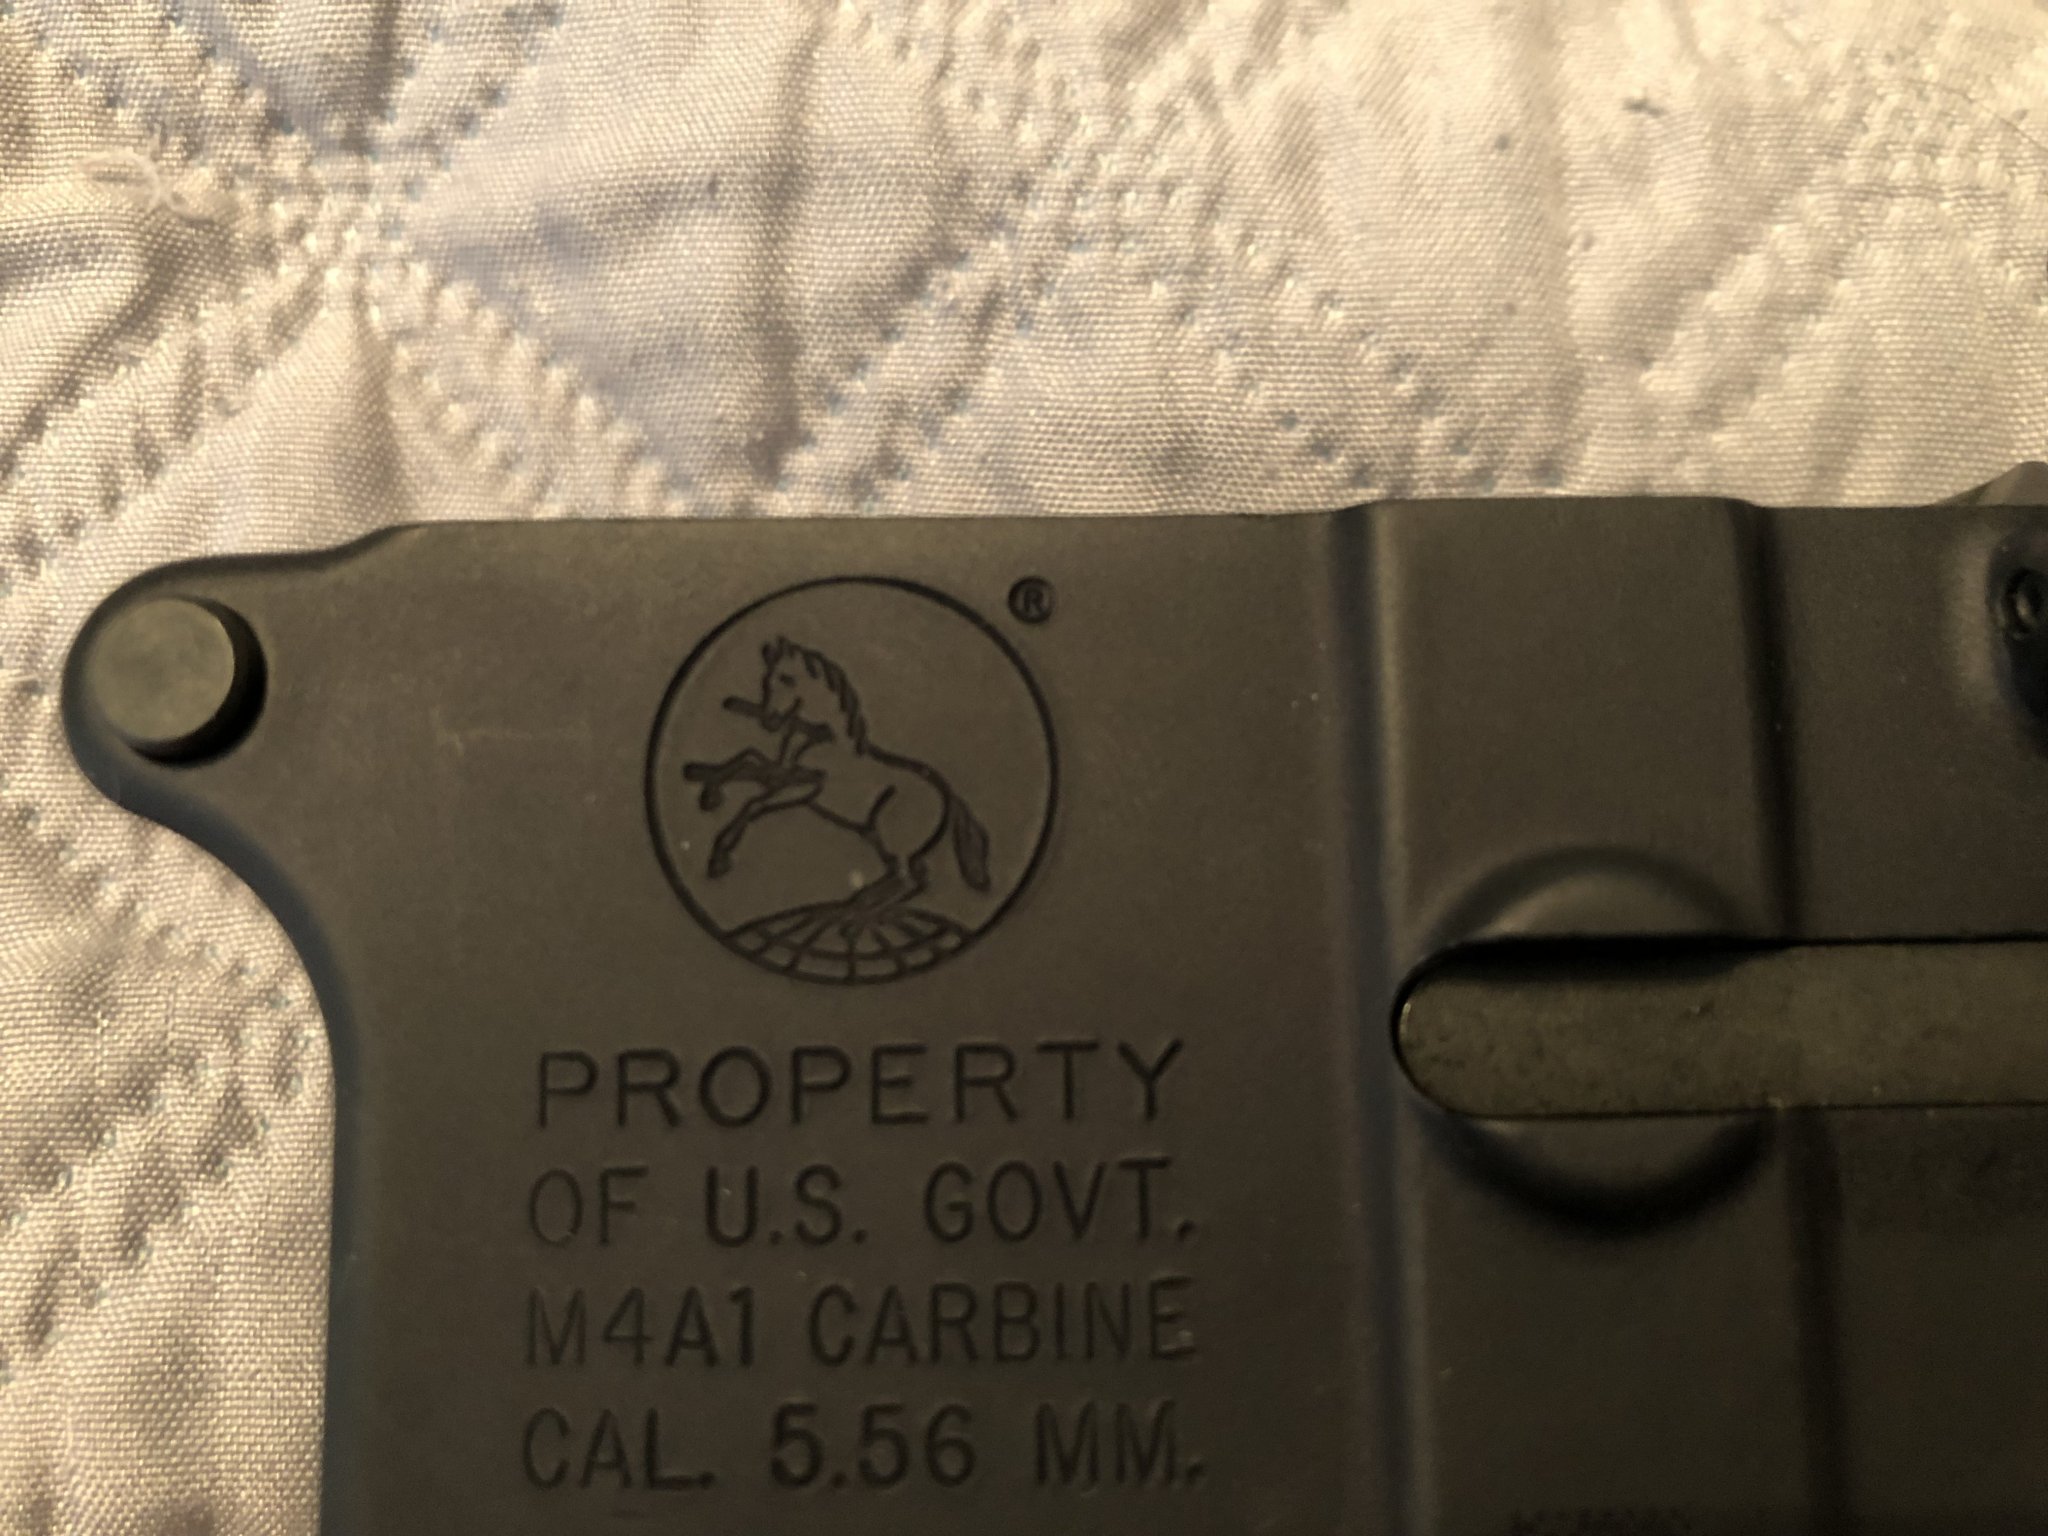 ®
PROPERTY
OF U.S. GOVT.
M4A1 CARBINE
CAL. 5.56 MM.